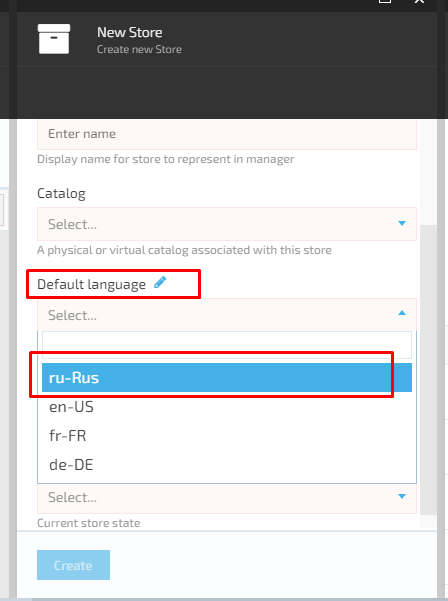 New Store
Create new Store
Enter name
Display name for store to represent in manager
Catalog
Select...
A physical or virtual catalog associated with this store
Default language
Select...
ru-Rus
en-US
fr-FR
de-DE
Select...
Current store state
Create